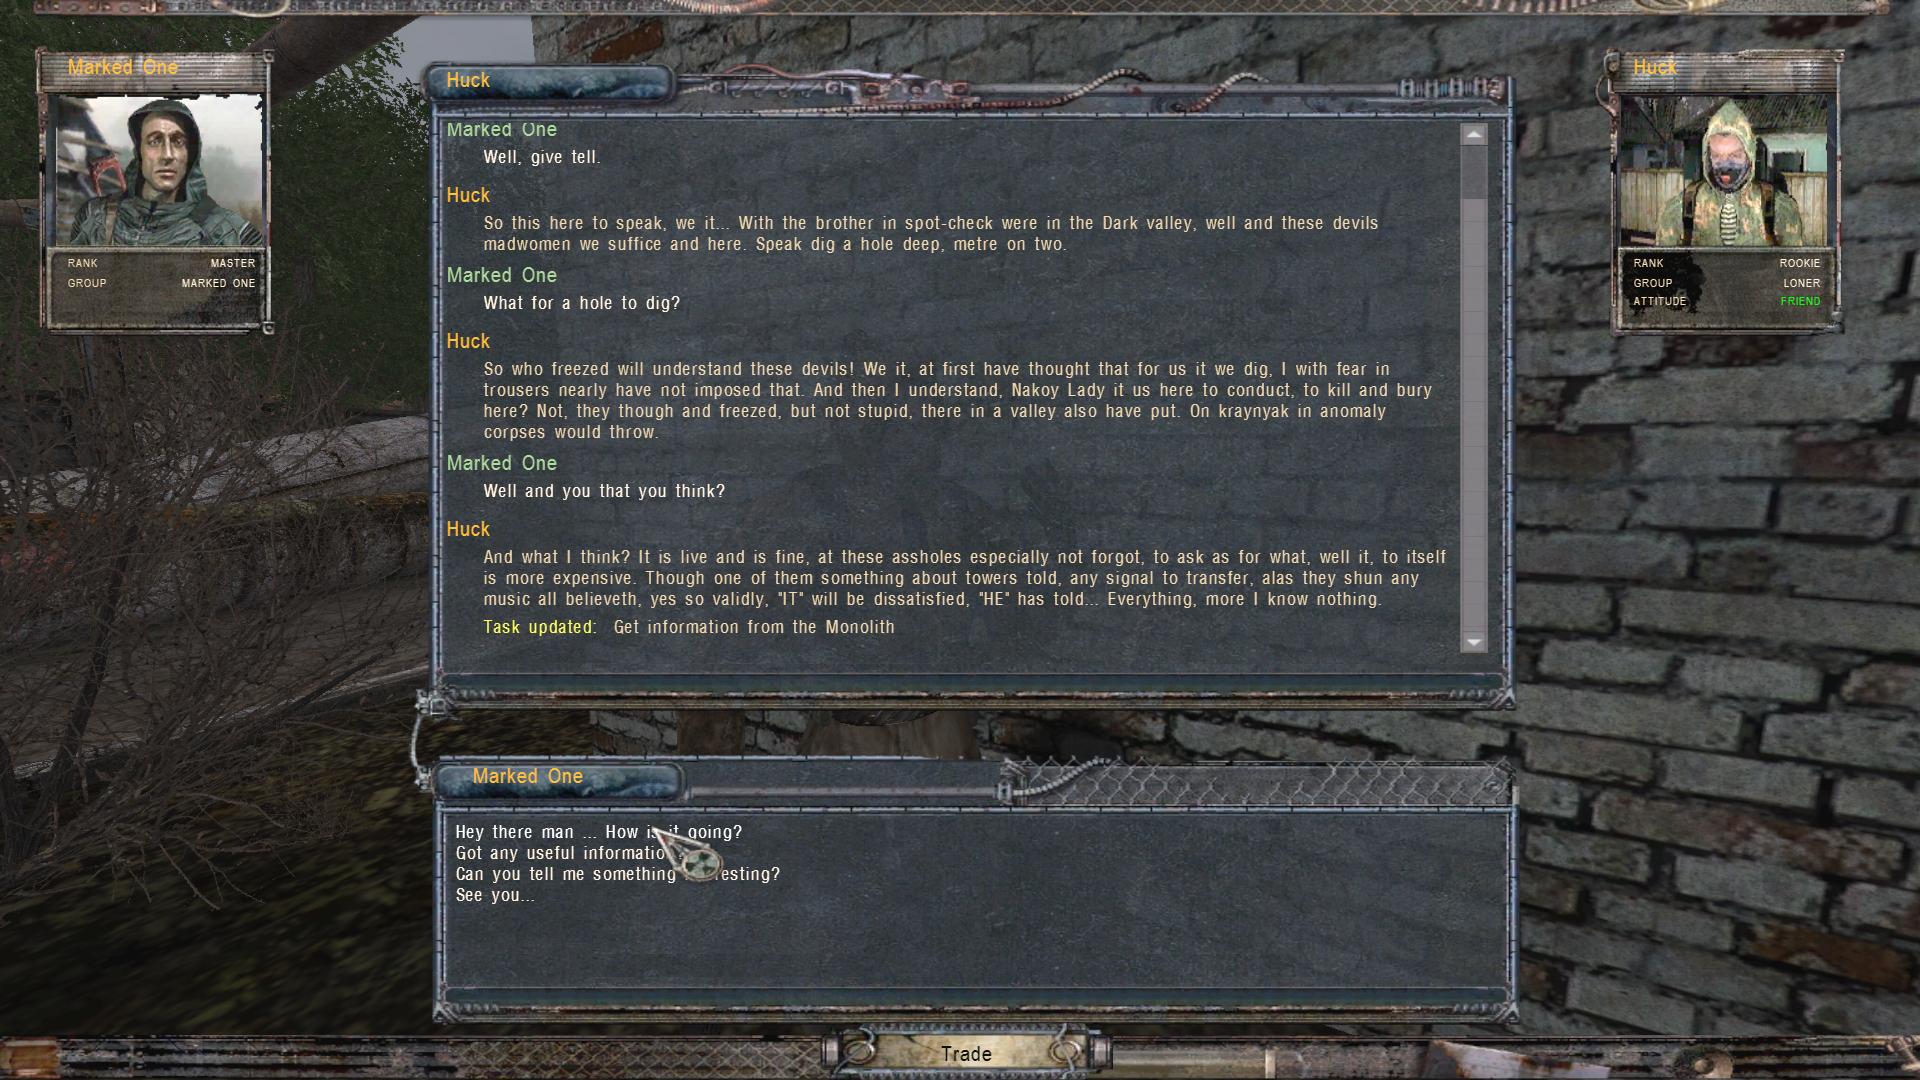 Marked One
Huck
Huck
Marked One
Well, give tell.
Huck
So this here to speak, we it... With the brother in spot-check were in the Dark valley, well and these devils
madwomen we suffice and here. Speak dig a hole deep, metre on two.
Marked One
What for a hole to dig?
Huck
So who freezed will understand these devils! We it, at first have thought that for us it we dig, I with fear in
trousers nearly have not imposed that. And then I understand, Nakoy Lady it us here to conduct, to kill and bury
here? Not, they though and freezed, but not stupid, there in a valley also have put. On kraynyak in anomaly
corpses would throw.
Marked One
Well and you that you think?
Huck
And what I think? It is live and is fine, at these assholes especially not forgot, to ask as for what, well it, to itself
is more expensive. Though one of them something about towers told, any signal to transfer, alas they shun any
music all believeth, yes so validly, "IT" will be dissatisfied, "HE" has told... Everything, more I know nothing.
Task updated: Get information from the Monolith
RANK MASTER
GROUP MARKED ONE
RANK ROOKIE
GROUP LONER
ATTITUDE FRIEND
Marked One
Hey there man ... How is it going?
Got any useful
Can you tell me something
See you...
Trade